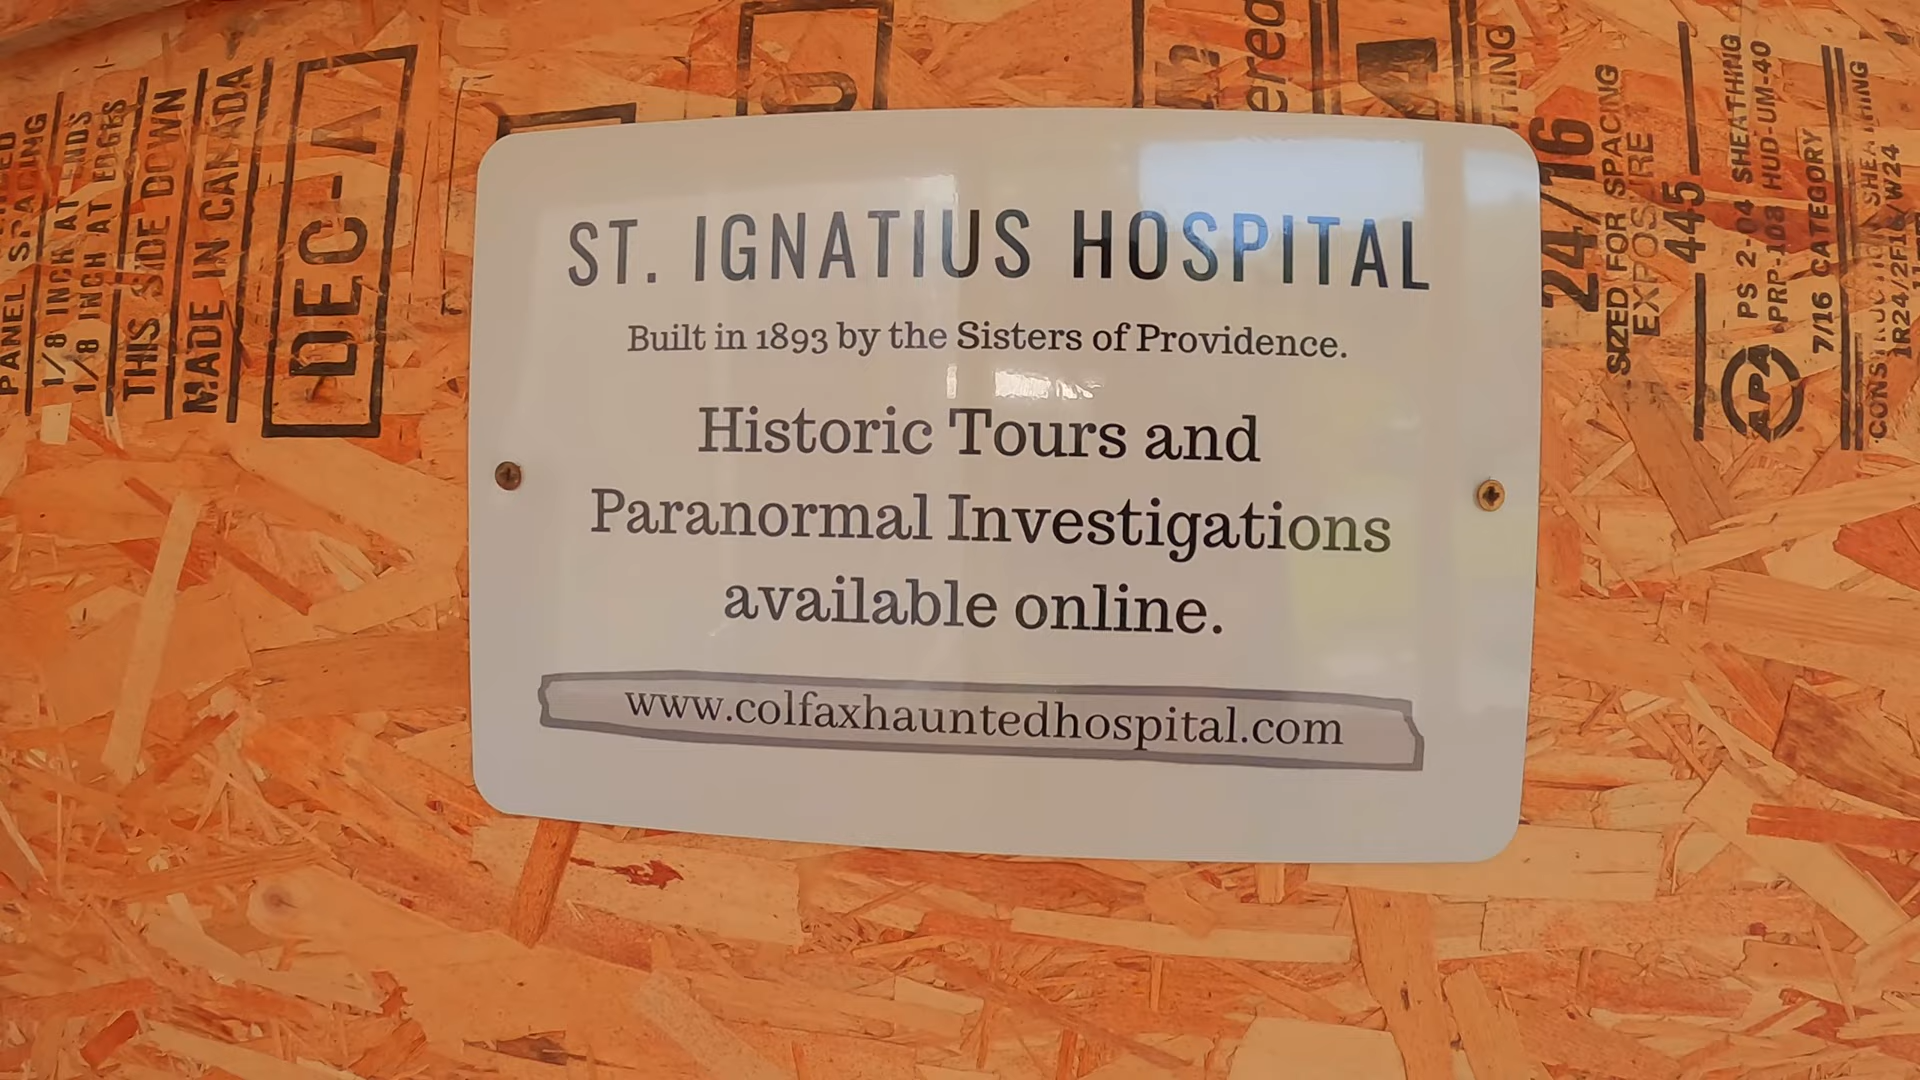 ST. IGNATIUS HOSPITAL
Built in 1893 by the Sisters of Providence.
Historic Tours and
Paranormal Investigations
available online.
www.colfaxhauntedhospital.com
PANEL SPACING
1/8 INCH AT ENDS
1/8 INCH AT EDGES
THIS SIDE DOWN
MADE IN CANADA
DEC-A
24/16
SIZED FOR SPACING
EXPOSURE
445
APA
PS 2-04 SHEATHING
PRP-108 HUD-UM-40
7/16 CATEGORY